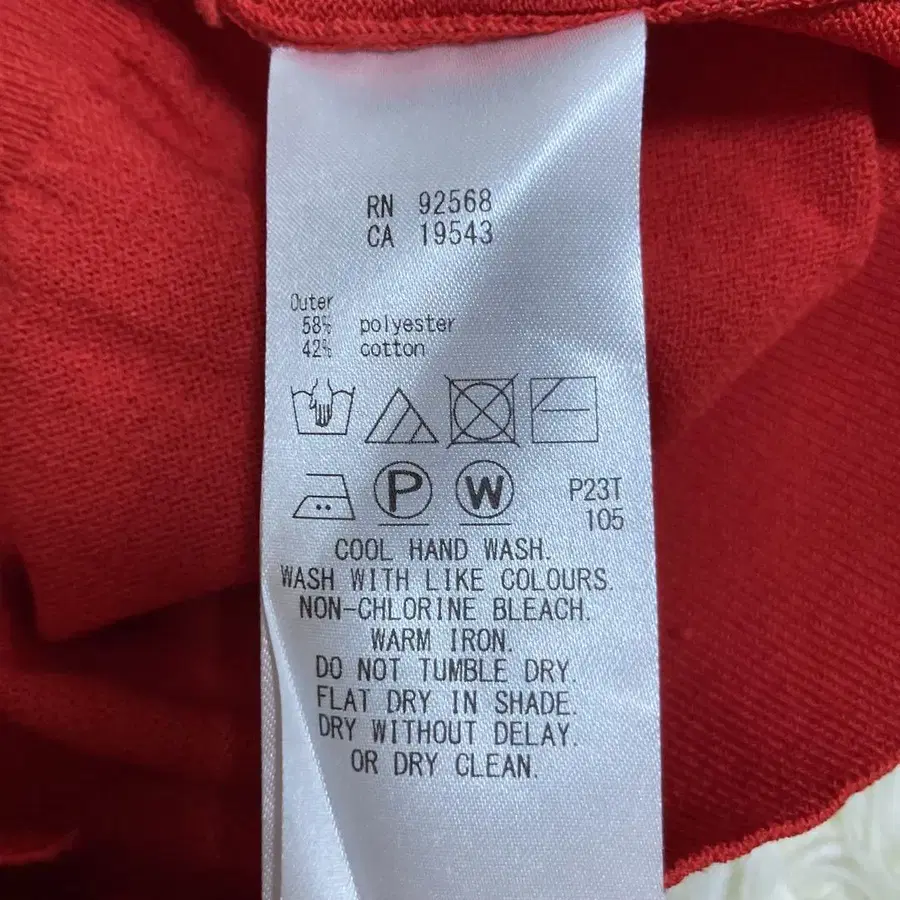 RN 92568
CA 19543
Outer
58% polyester
42% cotton
P W P23T
105
COOL HAND WASH.
WASH WITH LIKE COLOURS.
NON-CHLORINE BLEACH.
WARM IRON.
DO NOT TUMBLE DRY.
FLAT DRY IN SHADE.
DRY WITHOUT DELAY.
OR DRY CLEAN.